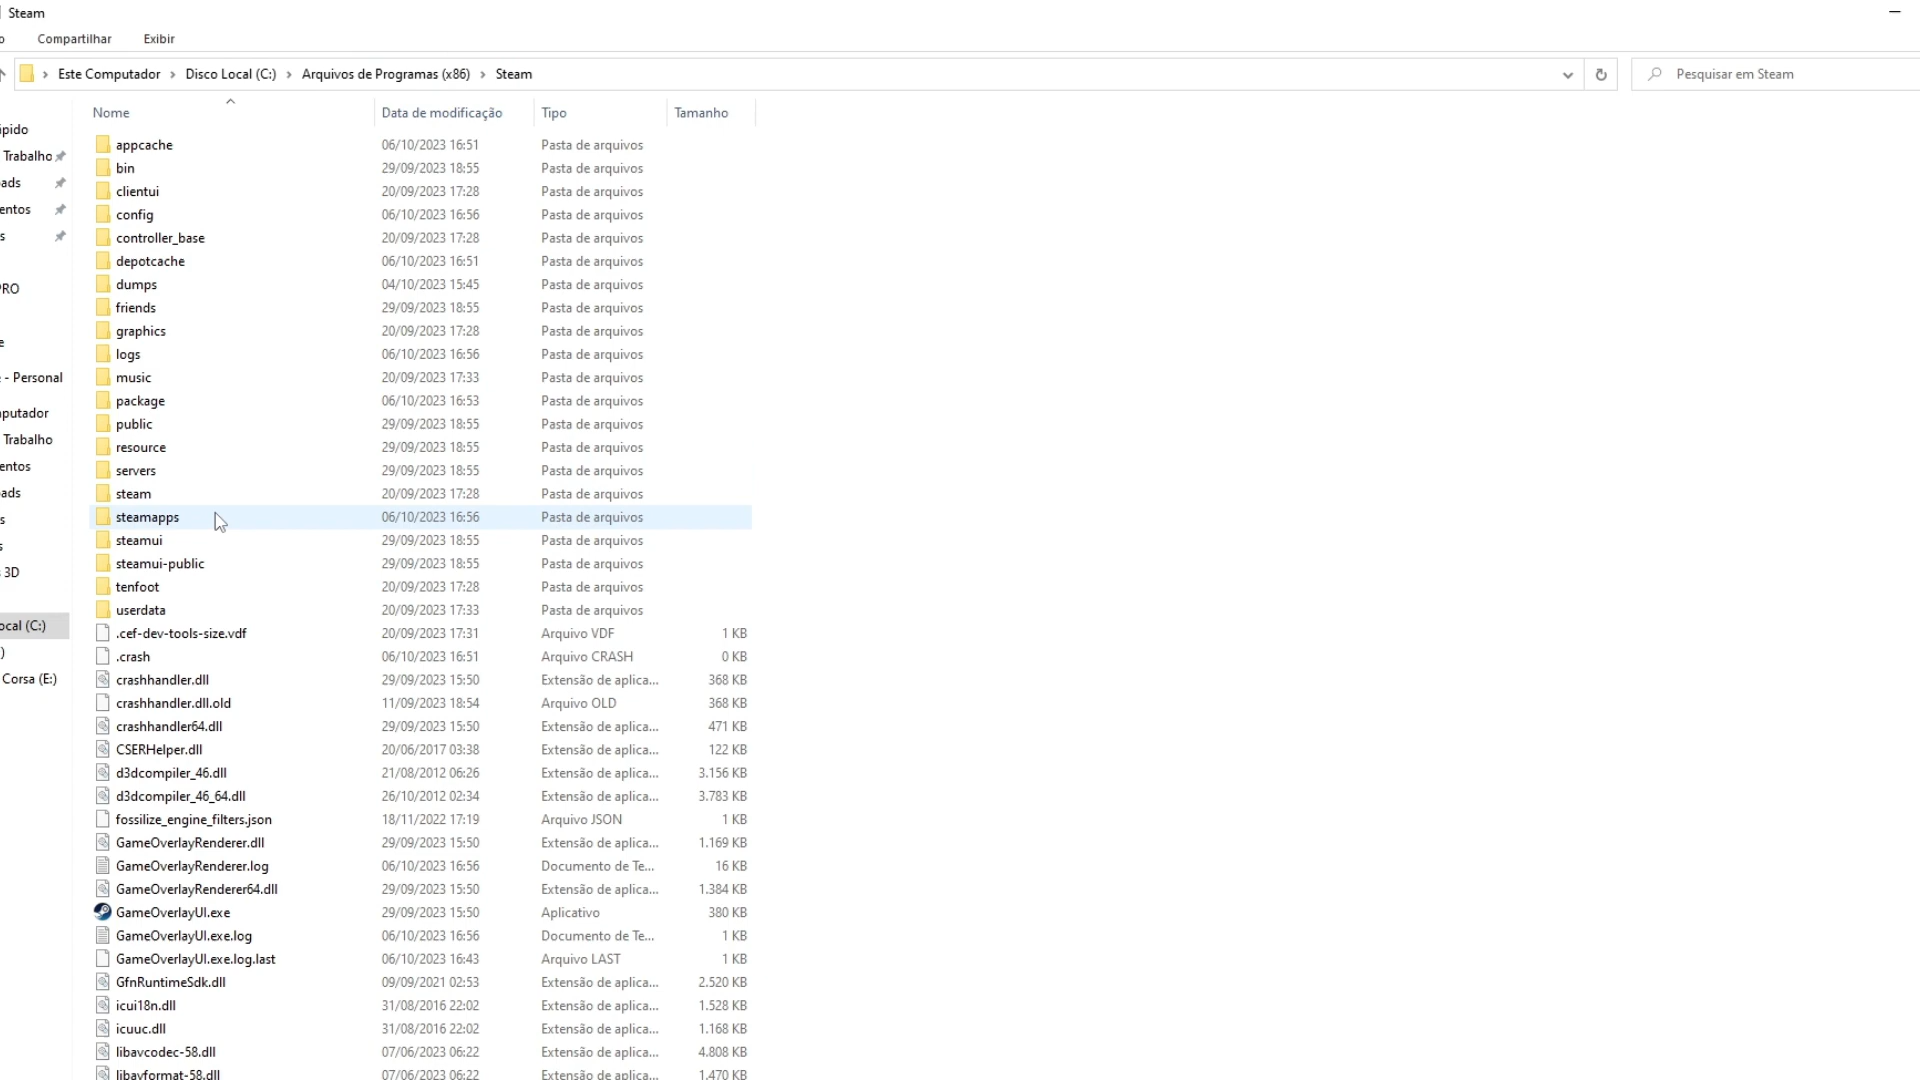 Steam
Compartilhar Exibir
Este Computador › Disco Local (C:) › Arquivos de Programas (x86) › Steam
Pesquisar em Steam
Nome Data de modificação Tipo Tamanho
appcache 06/10/2023 16:51 Pasta de arquivos
bin 29/09/2023 18:55 Pasta de arquivos
clientui 20/09/2023 17:28 Pasta de arquivos
config 06/10/2023 16:56 Pasta de arquivos
controller_base 20/09/2023 17:28 Pasta de arquivos
depotcache 06/10/2023 16:51 Pasta de arquivos
dumps 04/10/2023 15:45 Pasta de arquivos
friends 29/09/2023 18:55 Pasta de arquivos
graphics 20/09/2023 17:28 Pasta de arquivos
logs 06/10/2023 16:56 Pasta de arquivos
music 20/09/2023 17:33 Pasta de arquivos
package 06/10/2023 16:53 Pasta de arquivos
public 29/09/2023 18:55 Pasta de arquivos
resource 29/09/2023 18:55 Pasta de arquivos
servers 29/09/2023 18:55 Pasta de arquivos
steam 20/09/2023 17:28 Pasta de arquivos
steamapps 06/10/2023 16:56 Pasta de arquivos
steamui 29/09/2023 18:55 Pasta de arquivos
steamui-public 29/09/2023 18:55 Pasta de arquivos
tenfoot 20/09/2023 17:28 Pasta de arquivos
userdata 20/09/2023 17:33 Pasta de arquivos
.cef-dev-tools-size.vdf 20/09/2023 17:31 Arquivo VDF 1 KB
.crash 06/10/2023 16:51 Arquivo CRASH 0 KB
crashhandler.dll 29/09/2023 15:50 Extensão de aplica... 368 KB
crashhandler.dll.old 11/09/2023 18:54 Arquivo OLD 368 KB
crashhandler64.dll 29/09/2023 15:50 Extensão de aplica... 471 KB
CSERHelper.dll 20/06/2017 03:38 Extensão de aplica... 122 KB
d3dcompiler_46.dll 21/08/2012 06:26 Extensão de aplica... 3.156 KB
d3dcompiler_46_64.dll 26/10/2012 02:34 Extensão de aplica... 3.783 KB
fossilize_engine_filters.json 18/11/2022 17:19 Arquivo JSON 1 KB
GameOverlayRenderer.dll 29/09/2023 15:50 Extensão de aplica... 1.169 KB
GameOverlayRenderer.log 06/10/2023 16:56 Documento de Te... 16 KB
GameOverlayRenderer64.dll 29/09/2023 15:50 Extensão de aplica... 1.384 KB
GameOverlayUI.exe 29/09/2023 15:50 Aplicativo 380 KB
GameOverlayUI.exe.log 06/10/2023 16:56 Documento de Te... 1 KB
GameOverlayUI.exe.log.last 06/10/2023 16:43 Arquivo LAST 1 KB
GfnRuntimeSdk.dll 09/09/2021 02:53 Extensão de aplica... 2.520 KB
icui18n.dll 31/08/2016 22:02 Extensão de aplica... 1.528 KB
icuuc.dll 31/08/2016 22:02 Extensão de aplica... 1.168 KB
libavcodec-58.dll 07/06/2023 06:22 Extensão de aplica... 4.808 KB
libavformat-58.dll 07/06/2023 06:22 Extensão de aplica... 1.470 KB
ipido
Trabalho
ads
entos
s
PRO
e
- Personal
nputador
Trabalho
entos
ads
s
s
3D
ocal (C:)
)
Corsa (E:)